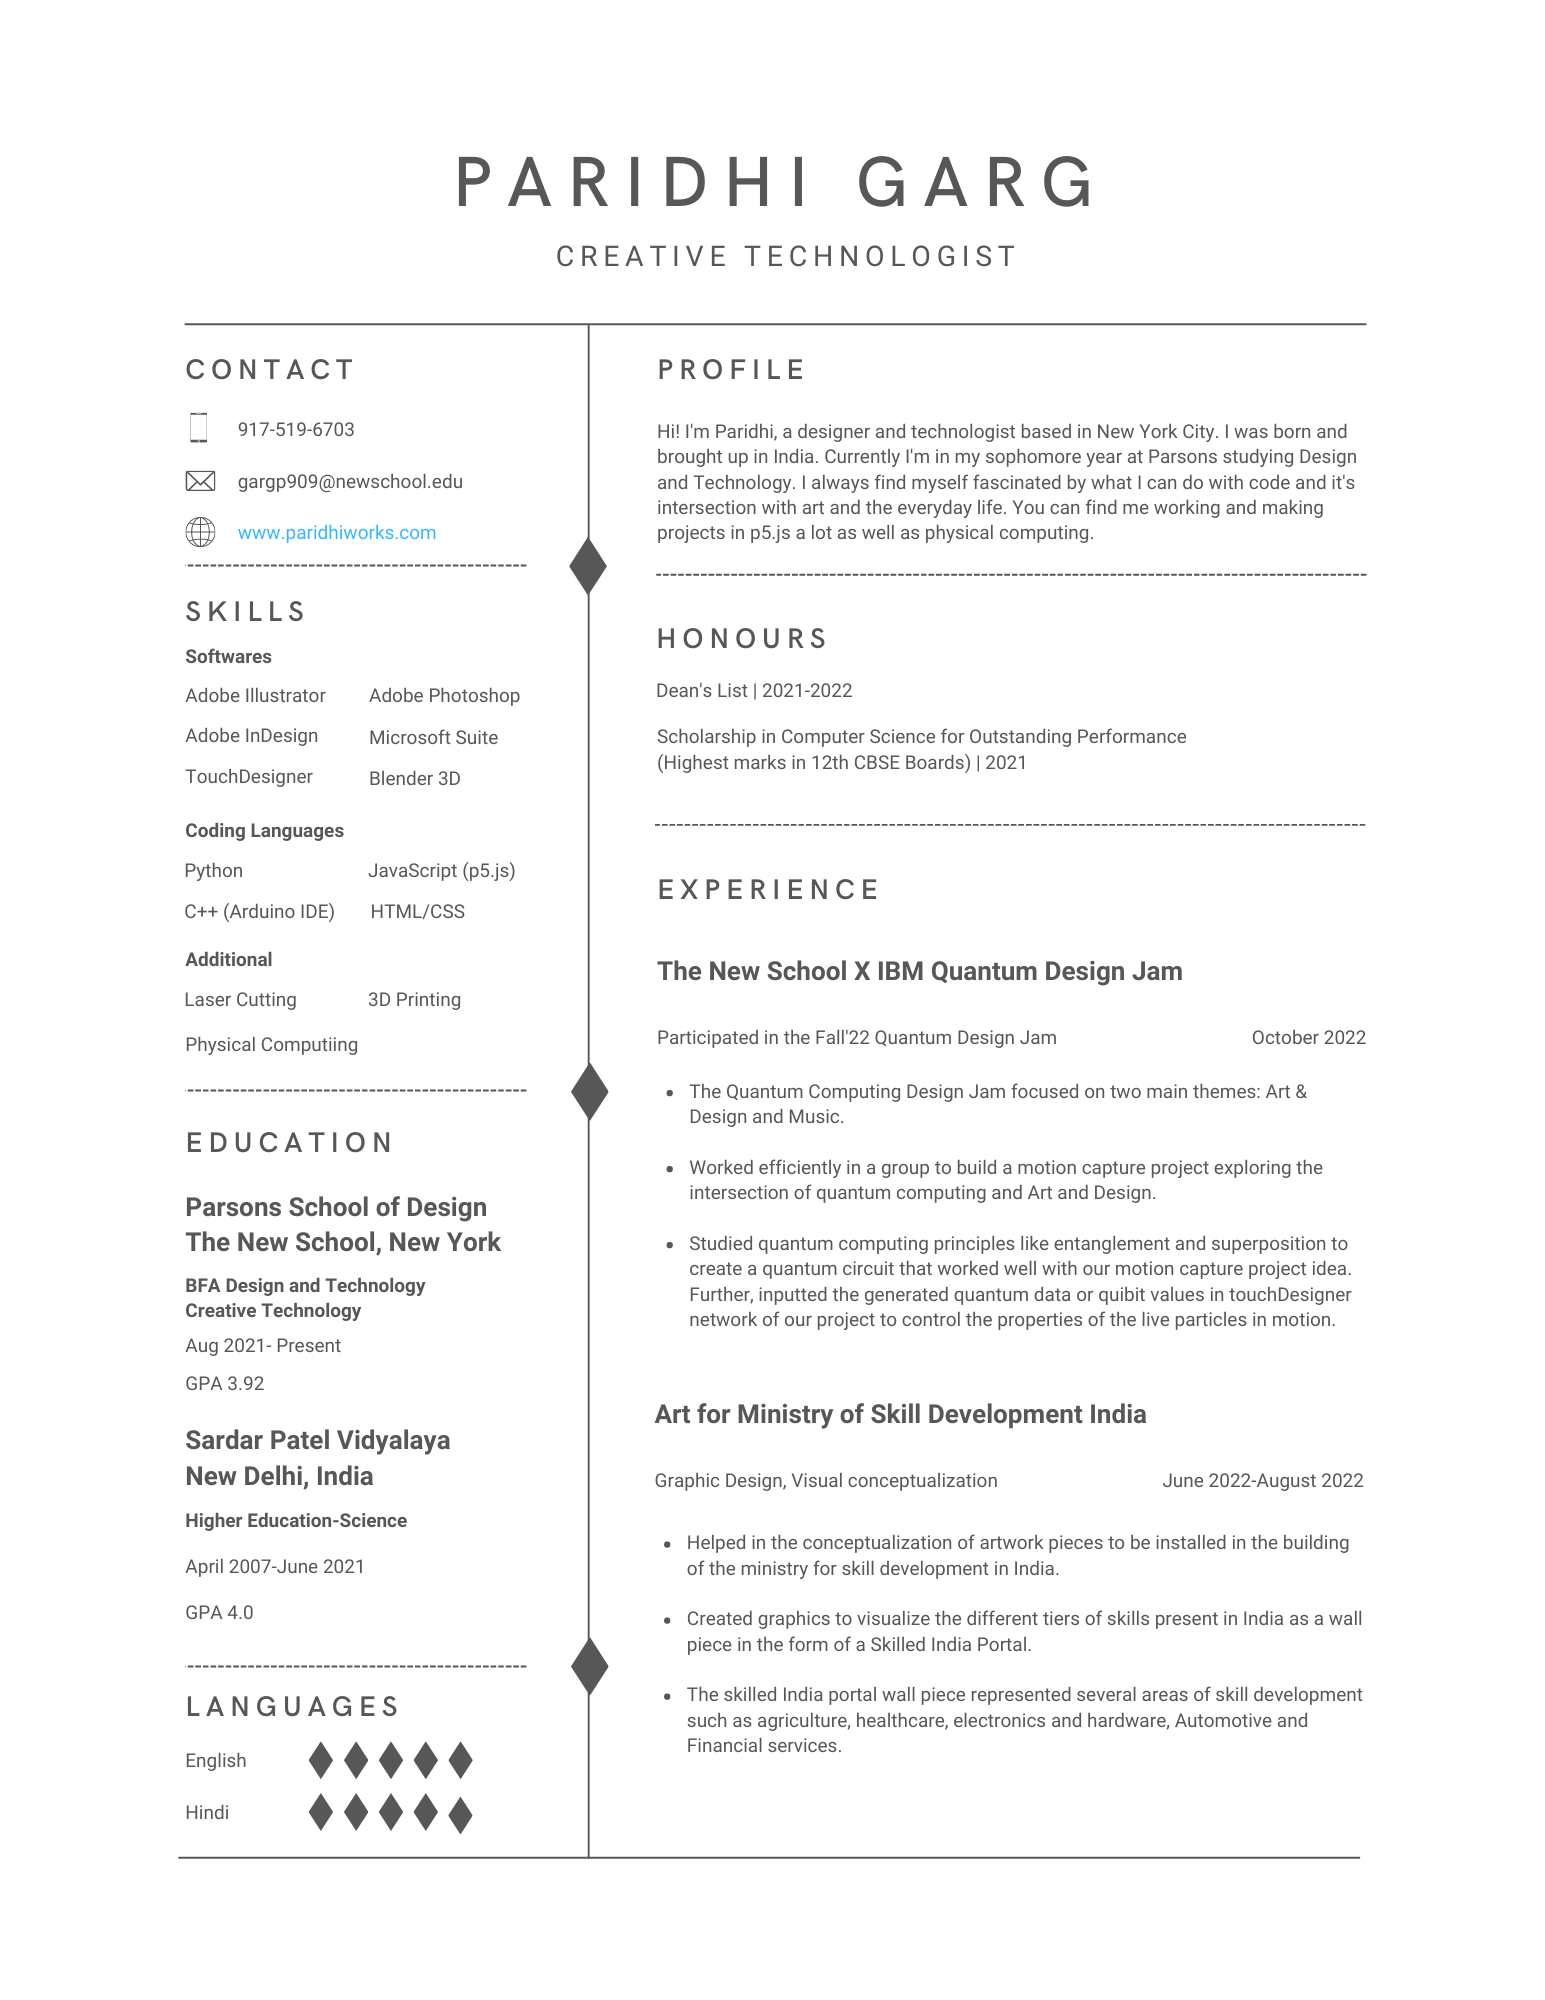 PARIDHI GARG
CREATIVE TECHNOLOGIST
CONTACT
917-519-6703
gargp909@newschool.edu
www.paridhiworks.com
SKILLS
Softwares
Adobe Illustrator Adobe Photoshop
Adobe InDesign Microsoft Suite
TouchDesigner Blender 3D
Coding Languages
Python JavaScript (p5.js)
C++ (Arduino IDE) HTML/CSS
Additional
Laser Cutting 3D Printing
Physical Computiing
EDUCATION
Parsons School of Design
The New School, New York
BFA Design and Technology
Creative Technology
Aug 2021- Present
GPA 3.92
Sardar Patel Vidyalaya
New Delhi, India
Higher Education-Science
April 2007-June 2021
GPA 4.0
LANGUAGES
English
Hindi
PROFILE
Hi! I'm Paridhi, a designer and technologist based in New York City. I was born and
brought up in India. Currently I'm in my sophomore year at Parsons studying Design
and Technology. I always find myself fascinated by what I can do with code and it's
intersection with art and the everyday life. You can find me working and making
projects in p5.js a lot as well as physical computing.
HONOURS
Dean's List | 2021-2022
Scholarship in Computer Science for Outstanding Performance
(Highest marks in 12th CBSE Boards) | 2021
EXPERIENCE
The New School X IBM Quantum Design Jam
Participated in the Fall'22 Quantum Design Jam October 2022
• The Quantum Computing Design Jam focused on two main themes: Art &
Design and Music.
• Worked efficiently in a group to build a motion capture project exploring the
intersection of quantum computing and Art and Design.
• Studied quantum computing principles like entanglement and superposition to
create a quantum circuit that worked well with our motion capture project idea.
Further, inputted the generated quantum data or quibit values in touchDesigner
network of our project to control the properties of the live particles in motion.
Art for Ministry of Skill Development India
Graphic Design, Visual conceptualization June 2022-August 2022
• Helped in the conceptualization of artwork pieces to be installed in the building
of the ministry for skill development in India.
• Created graphics to visualize the different tiers of skills present in India as a wall
piece in the form of a Skilled India Portal.
• The skilled India portal wall piece represented several areas of skill development
such as agriculture, healthcare, electronics and hardware, Automotive and
Financial services.